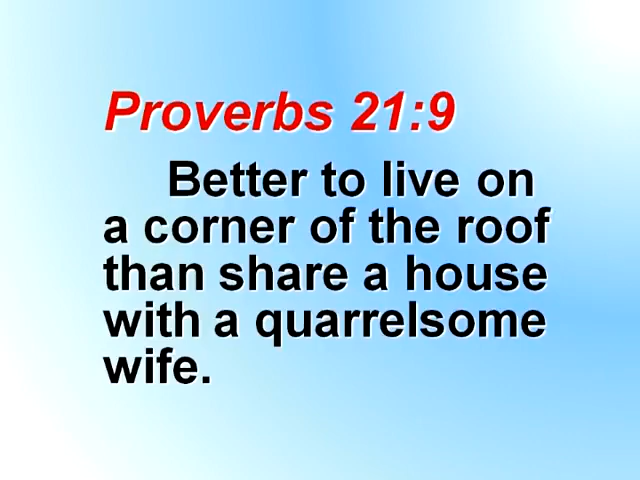 Proverbs 21:9
Better to live on
a corner of the roof
than share a house
with a quarrelsome
wife.